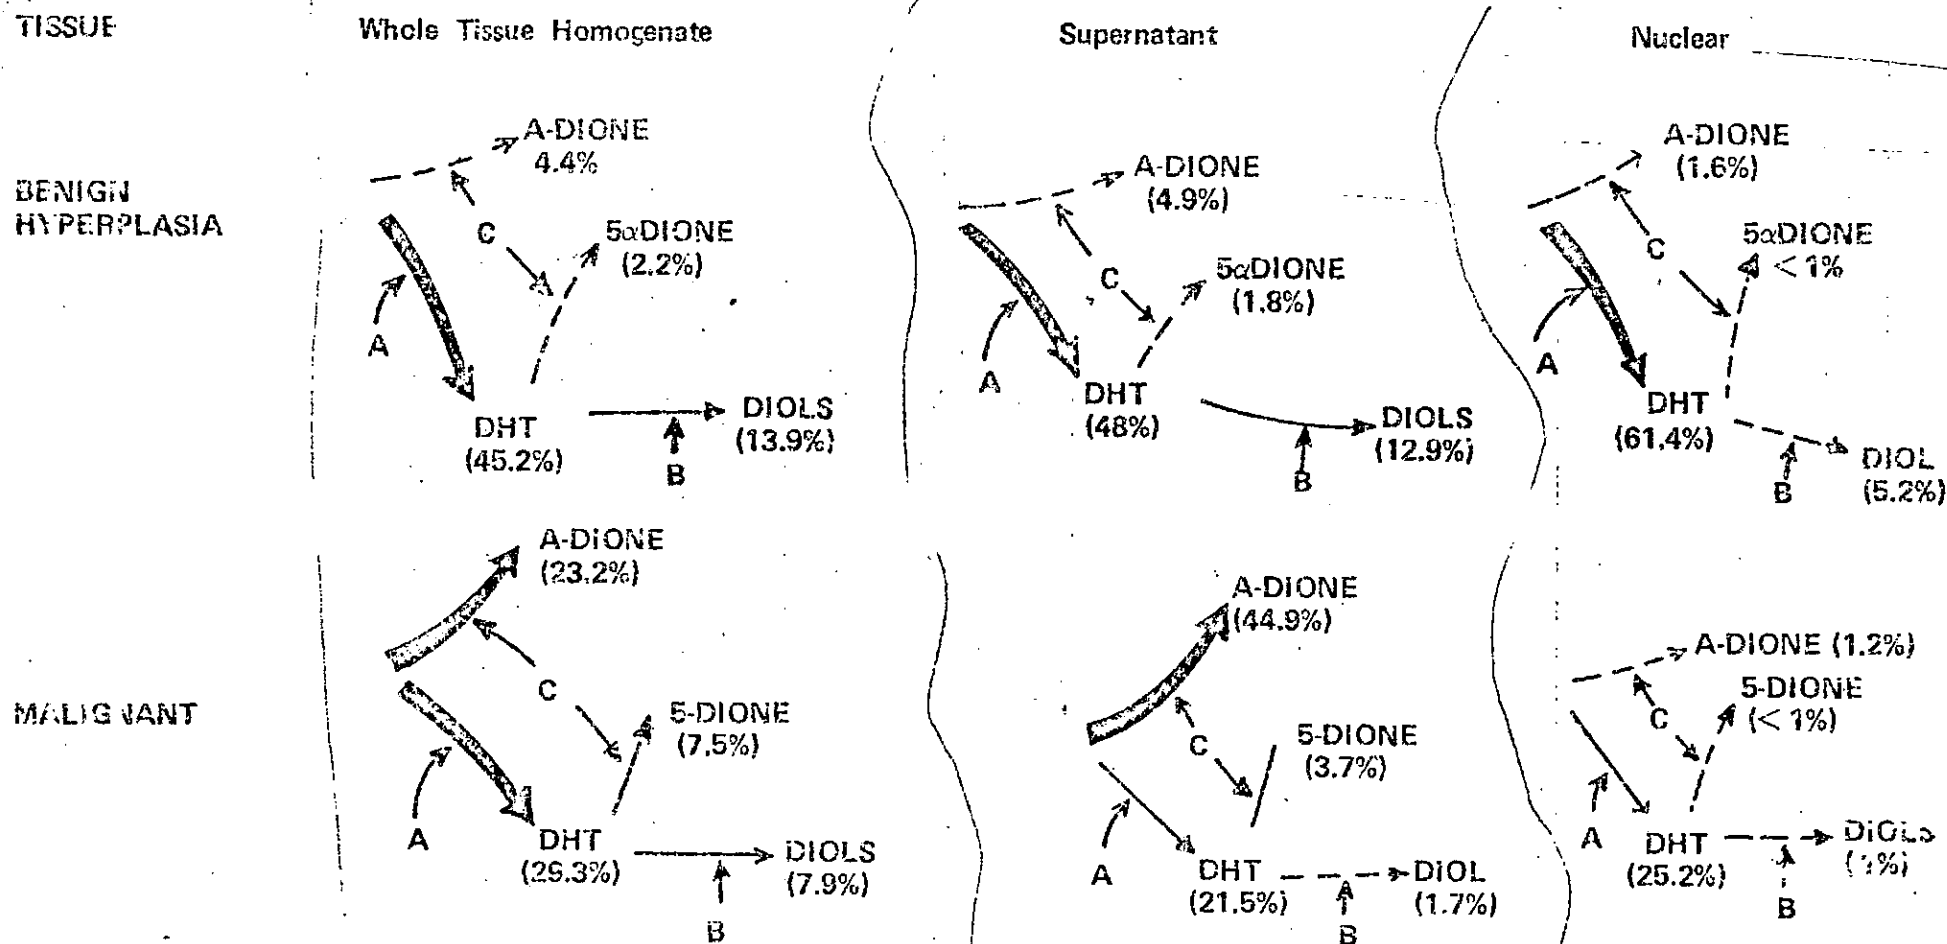 TISSUE
Whole Tissue Homogenate
Supernatant
Nuclear
BENIGN
HYPERPLASIA
A-DIONE
4.4%
C
5αDIONE
(2.2%)
A
DHT
(45.2%)
DIOLS
(13.9%)
B
A-DIONE
(4.9%)
C
5αDIONE
(1.8%)
A
DHT
(48%)
DIOLS
(12.9%)
B
A-DIONE
(1.6%)
C
5αDIONE
< 1%
A
DHT
(61.4%)
DIOL
(5.2%)
B
MALIGNANT
A-DIONE
(23.2%)
C
5-DIONE
(7.5%)
A
DHT
(29.3%)
DIOLS
(7.9%)
B
A-DIONE
(44.9%)
C
5-DIONE
(3.7%)
A
DHT
(21.5%)
DIOL
(1.7%)
B
A-DIONE (1.2%)
C
5-DIONE
(< 1%)
A
DHT
(25.2%)
DIOLS
B